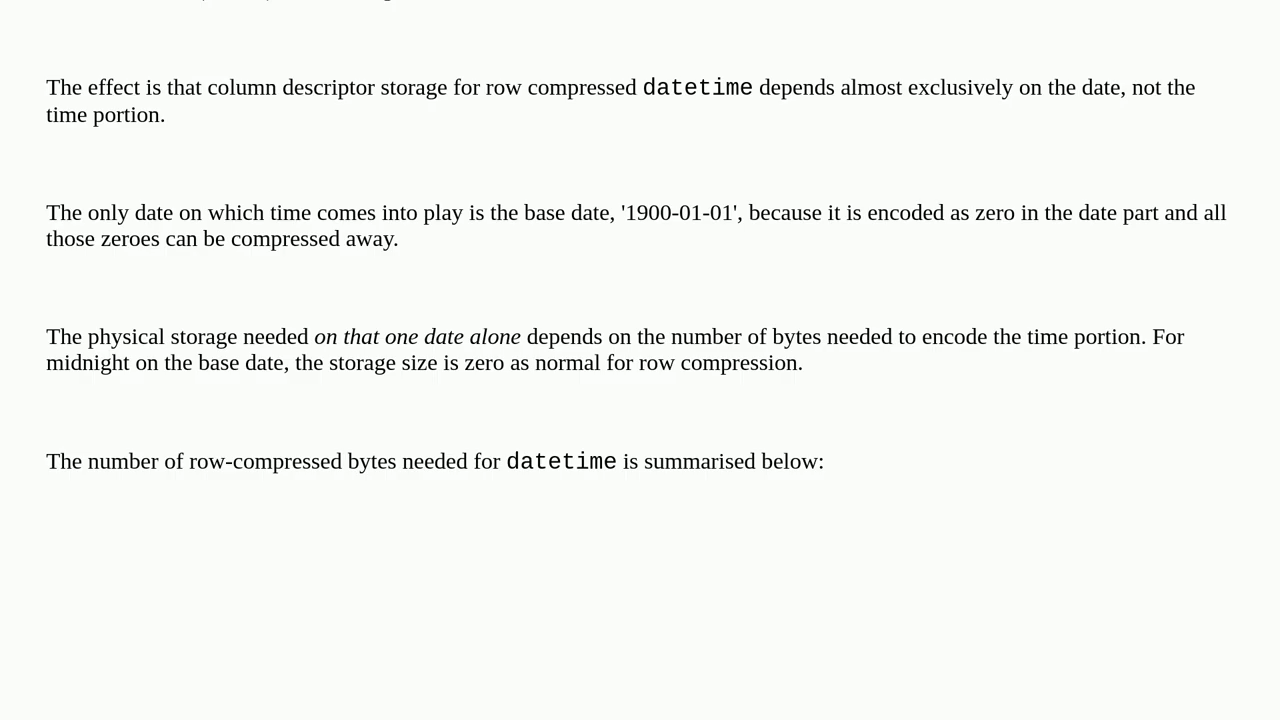 The effect is that column descriptor storage for row compressed datetime depends almost exclusively on the date, not the
time portion.
The only date on which time comes into play is the base date, '1900-01-01', because it is encoded as zero in the date part and all
those zeroes can be compressed away.
The physical storage needed on that one date alone depends on the number of bytes needed to encode the time portion. For
midnight on the base date, the storage size is zero as normal for row compression.
The number of row-compressed bytes needed for datetime is summarised below: